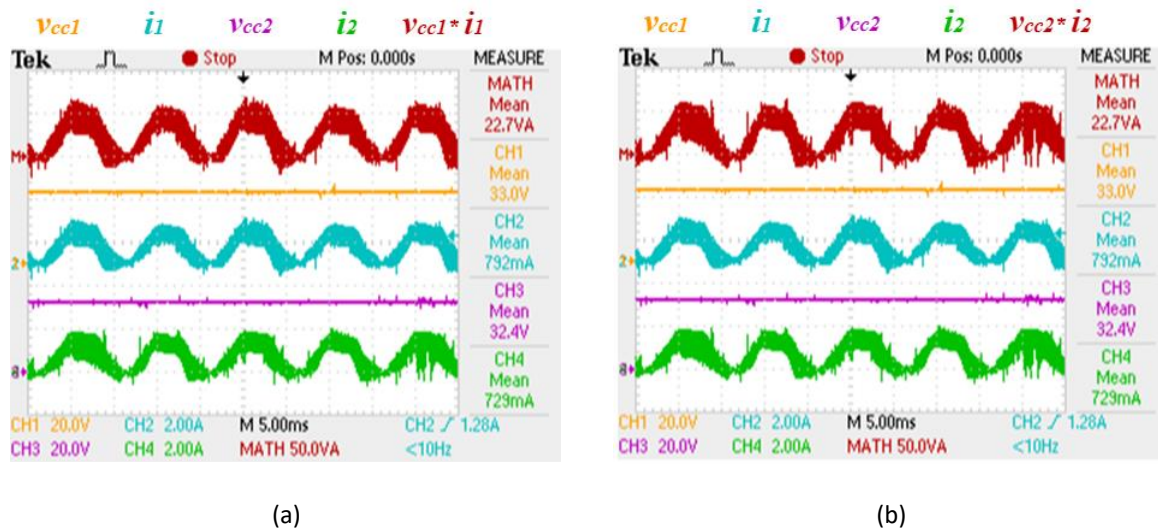 vcc1 i1 vcc2 i2 vcc1* i1
Tek Stop M Pos: 0.000s MEASURE
MATH
Mean
22.7VA
M
CH1
Mean
33.0V
CH2
Mean
792mA
2
CH3
Mean
32.4V
CH4
Mean
729mA
CH1 20.0V CH2 2.00A M 5.00ms CH2 1.28A
CH3 20.0V CH4 2.00A MATH 50.0VA <10Hz
(a)
vcc1 i1 vcc2 i2 vcc2* i2
Tek Stop M Pos: 0.000s MEASURE
MATH
Mean
22.7VA
M
CH1
Mean
33.0V
CH2
Mean
792mA
2
CH3
Mean
32.4V
CH4
Mean
729mA
CH1 20.0V CH2 2.00A M 5.00ms CH2 1.28A
CH3 20.0V CH4 2.00A MATH 50.0VA <10Hz
(b)